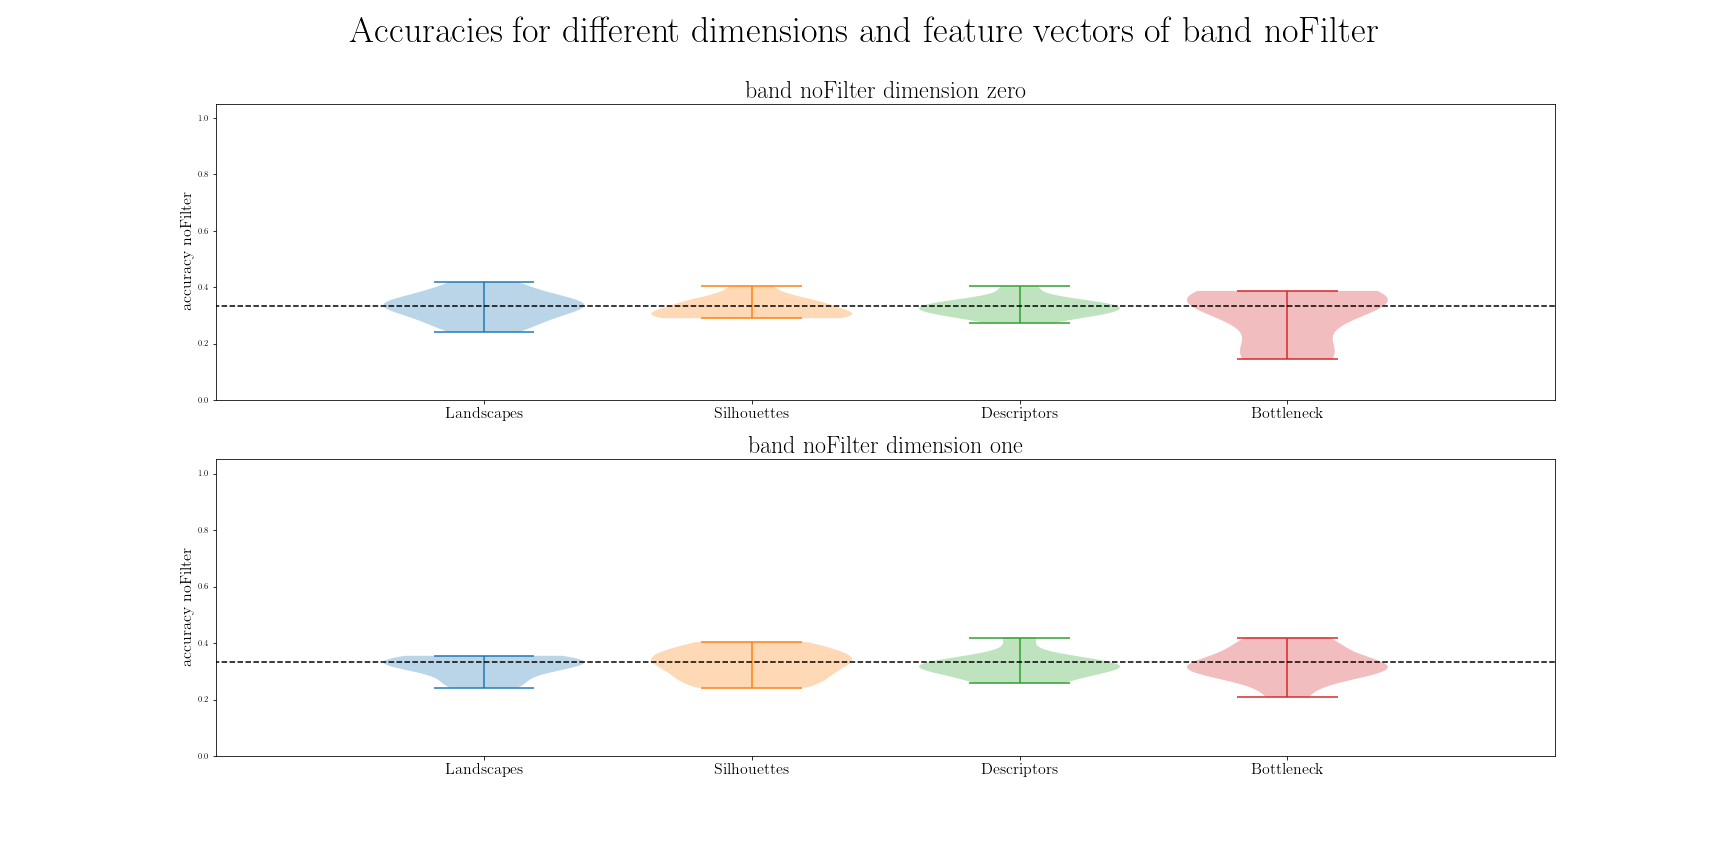 Accuracies for different dimensions and feature vectors of band noFilter
band noFilter dimension zero
accuracy noFilter
1.0
0.8
0.6
0.4
0.2
0.0
Landscapes Silhouettes Descriptors Bottleneck
band noFilter dimension one
accuracy noFilter
1.0
0.8
0.6
0.4
0.2
0.0
Landscapes Silhouettes Descriptors Bottleneck